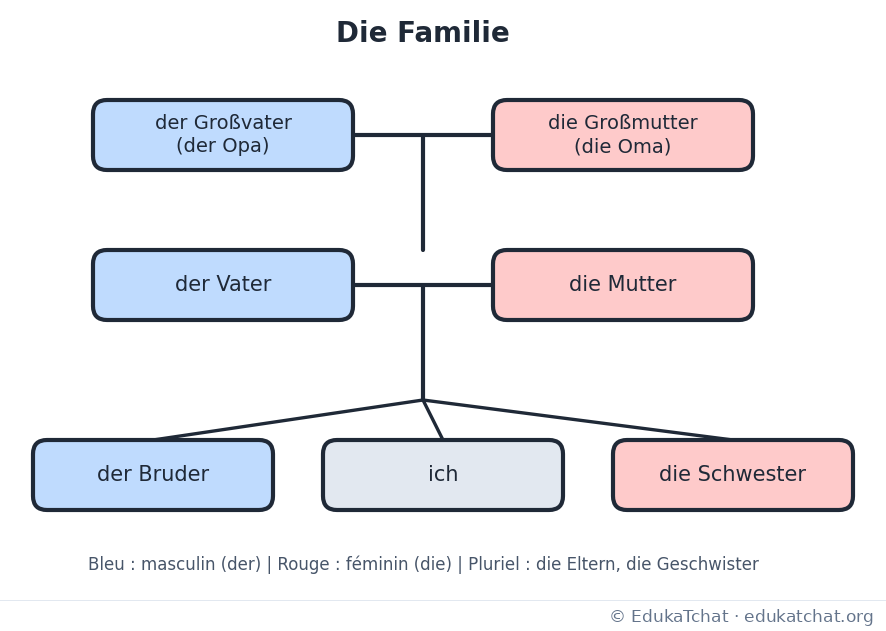 Die Familie
der Großvater
(der Opa)
die Großmutter
(die Oma)
der Vater
die Mutter
der Bruder
ich
die Schwester
Bleu : masculin (der) | Rouge : féminin (die) | Pluriel : die Eltern, die Geschwister
© EdukaTchat · edukatchat.org